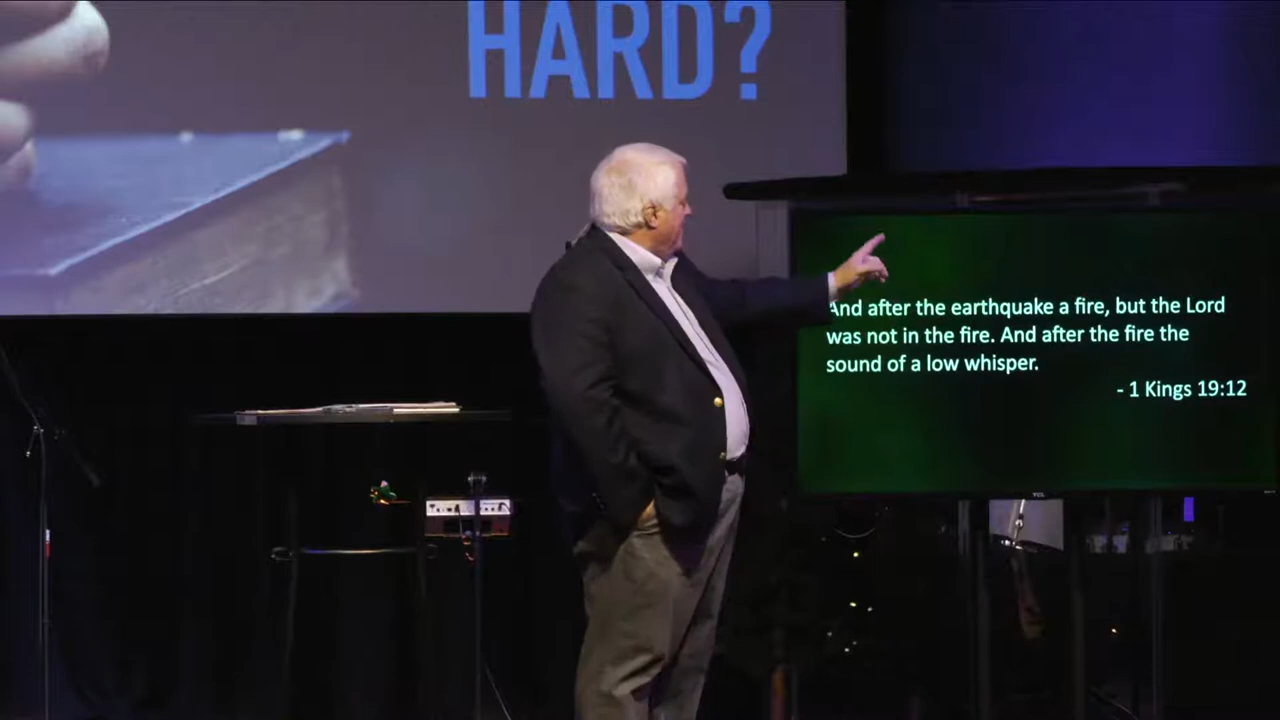 HARD?
And after the earthquake a fire, but the Lord
was not in the fire. And after the fire the
sound of a low whisper.
- 1 Kings 19:12
TCL